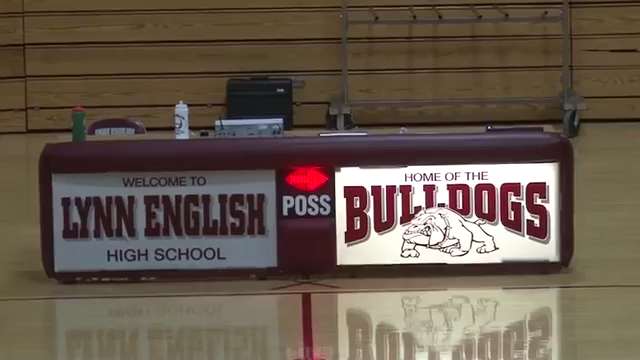 WELCOME TO
LYNN ENGLISH
HIGH SCHOOL
POSS
HOME OF THE
BULLDOGS